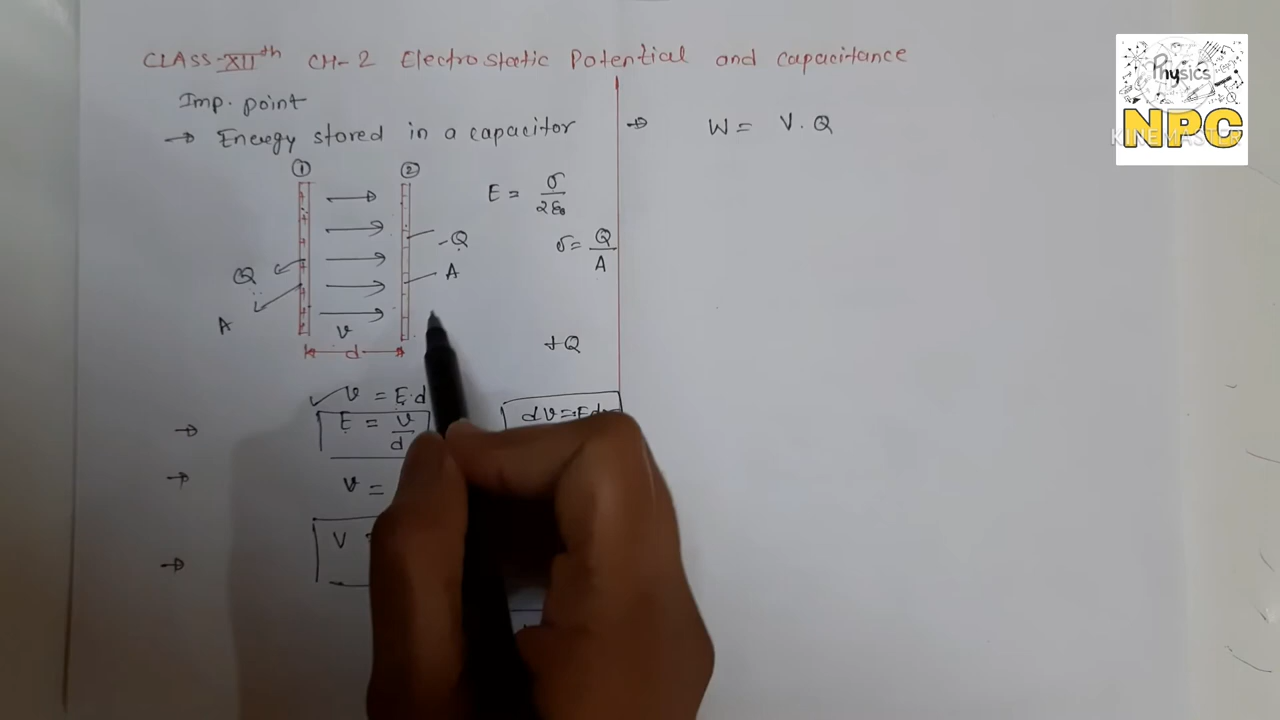 CLASS-XIIth CH-2 Electrostatic Potential and capacitance
Imp. point
→ Energy stored in a capacitor
① ②
E = σ/2ε₀
σ = Q/A
-Q
A
Q
A
V
d
+Q
V = E.d
→ E = V/d
dV =
→ V =
→ V
→ W = V.Q
Physics
NPC
KINEMASTER